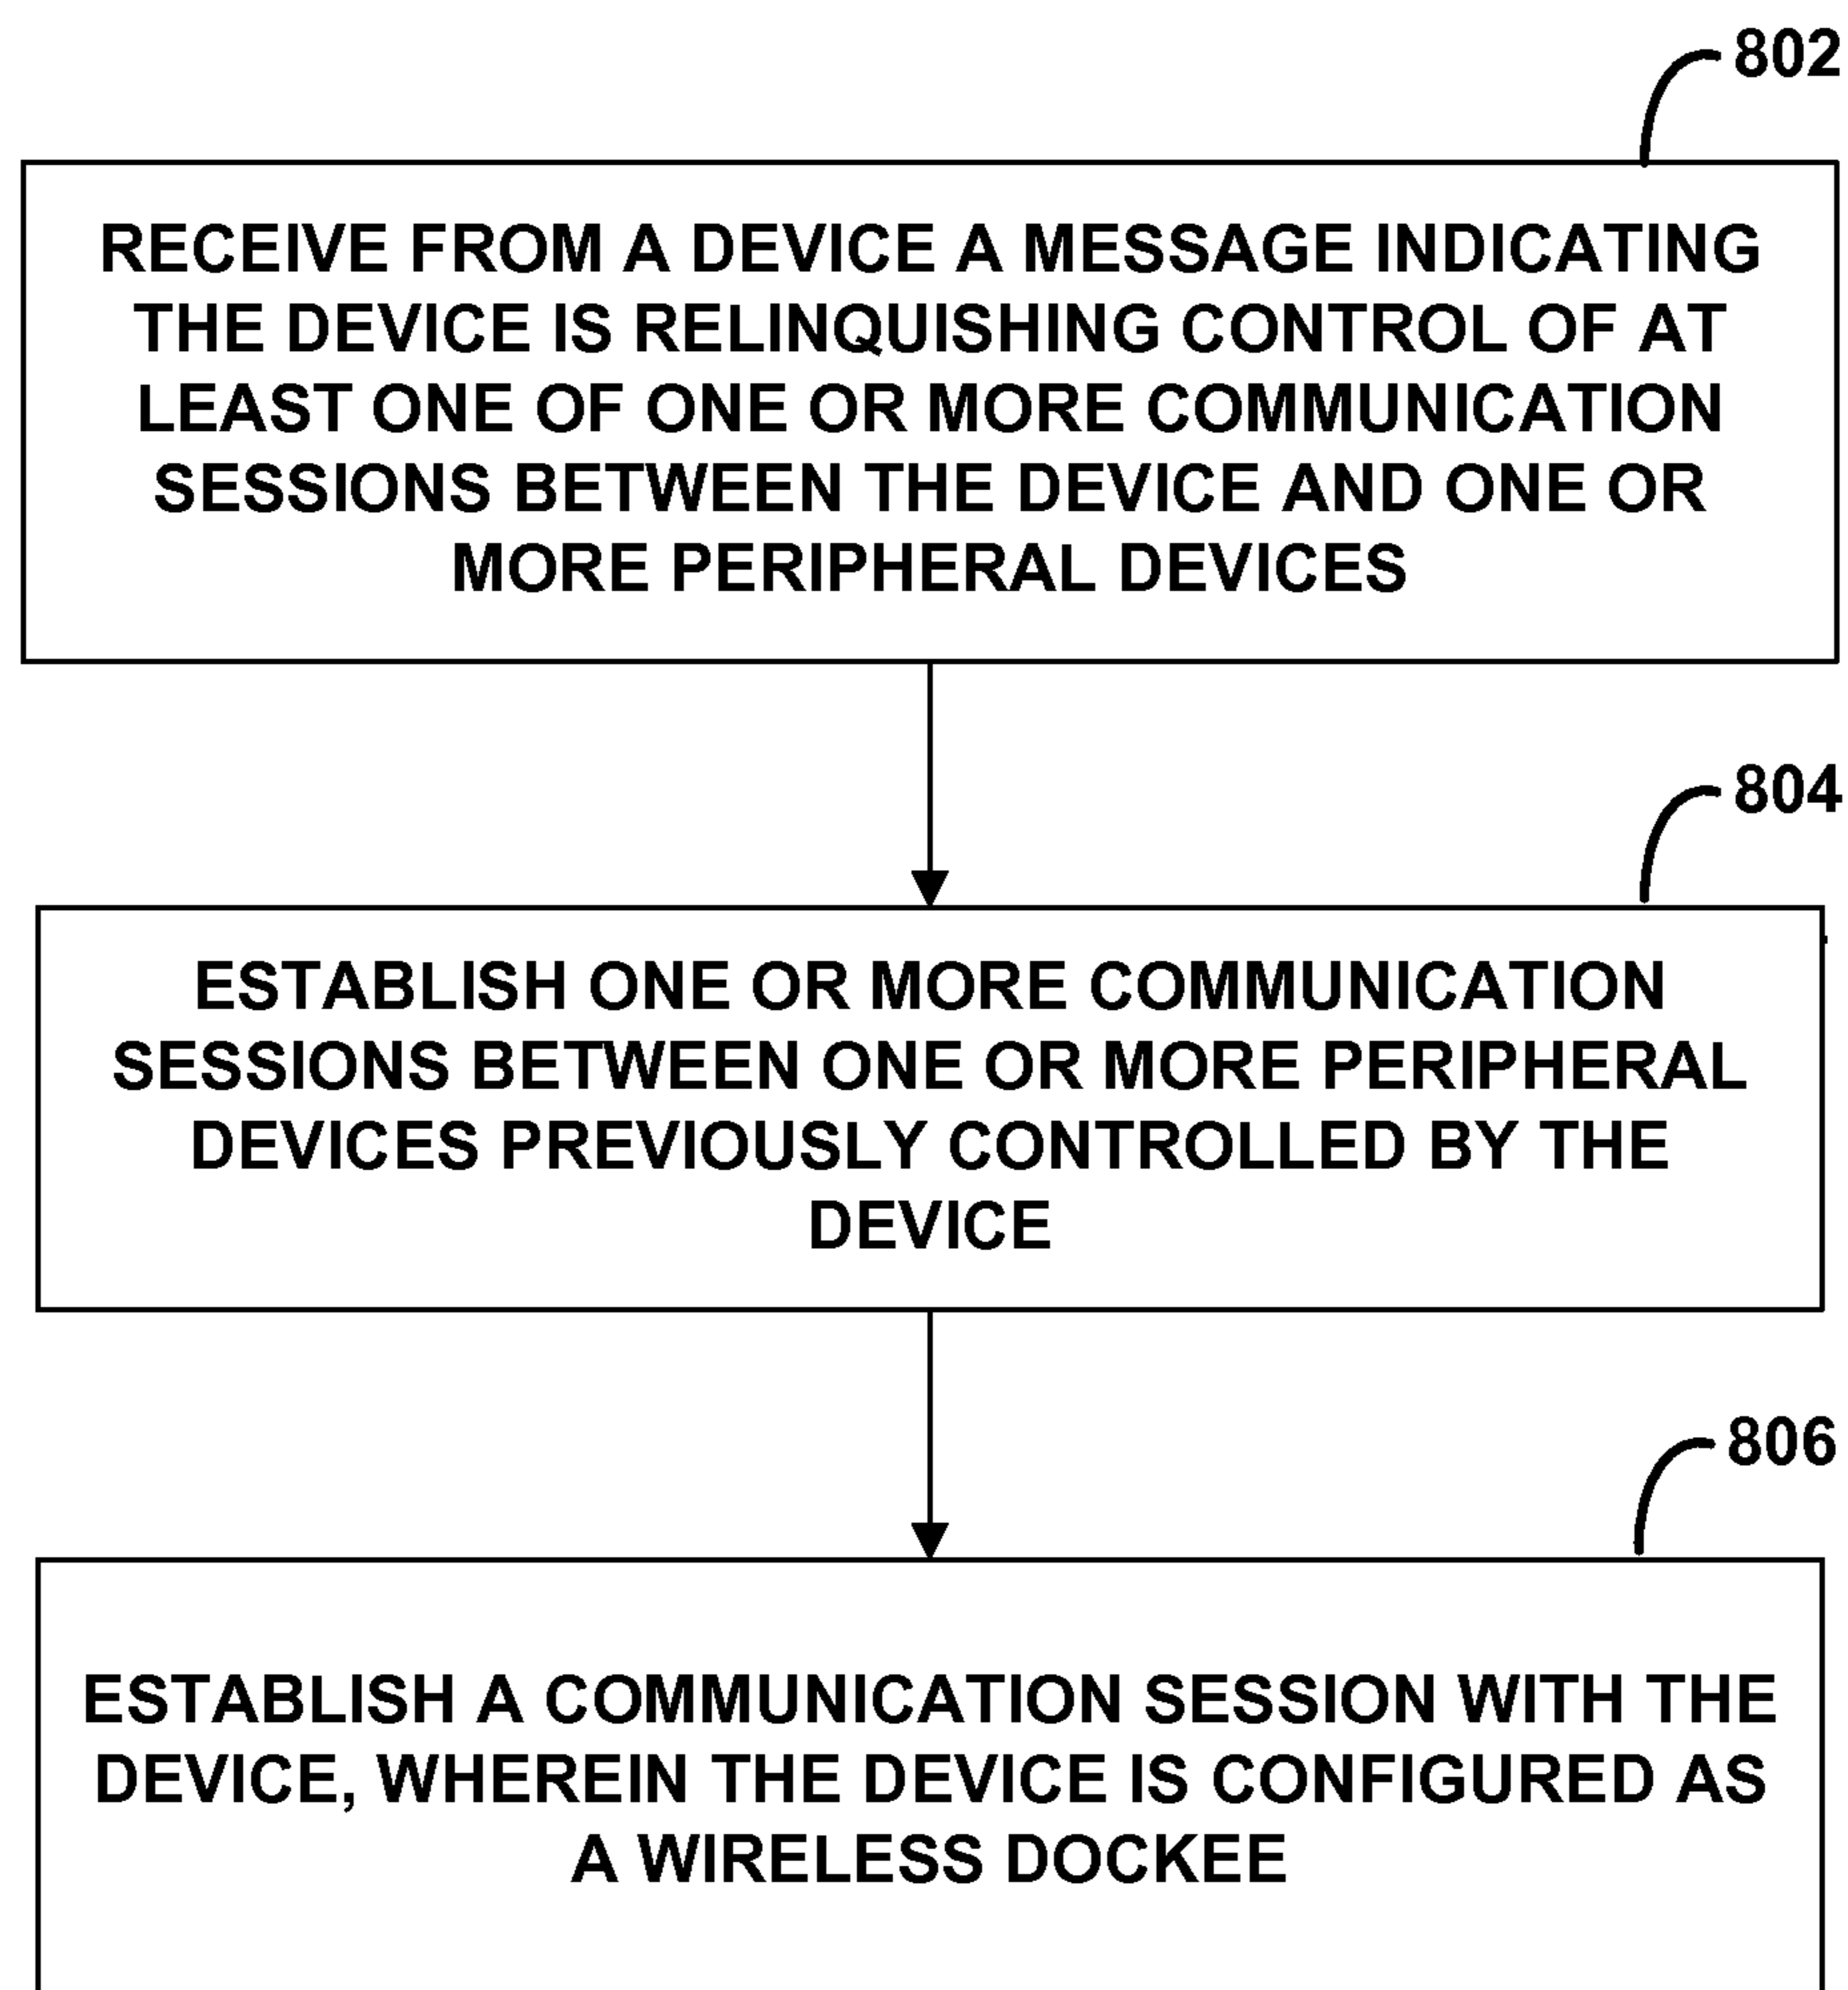 802
RECEIVE FROM A DEVICE A MESSAGE INDICATING
THE DEVICE IS RELINQUISHING CONTROL OF AT
LEAST ONE OF ONE OR MORE COMMUNICATION
SESSIONS BETWEEN THE DEVICE AND ONE OR
MORE PERIPHERAL DEVICES
804
ESTABLISH ONE OR MORE COMMUNICATION
SESSIONS BETWEEN ONE OR MORE PERIPHERAL
DEVICES PREVIOUSLY CONTROLLED BY THE
DEVICE
806
ESTABLISH A COMMUNICATION SESSION WITH THE
DEVICE, WHEREIN THE DEVICE IS CONFIGURED AS
A WIRELESS DOCKEE